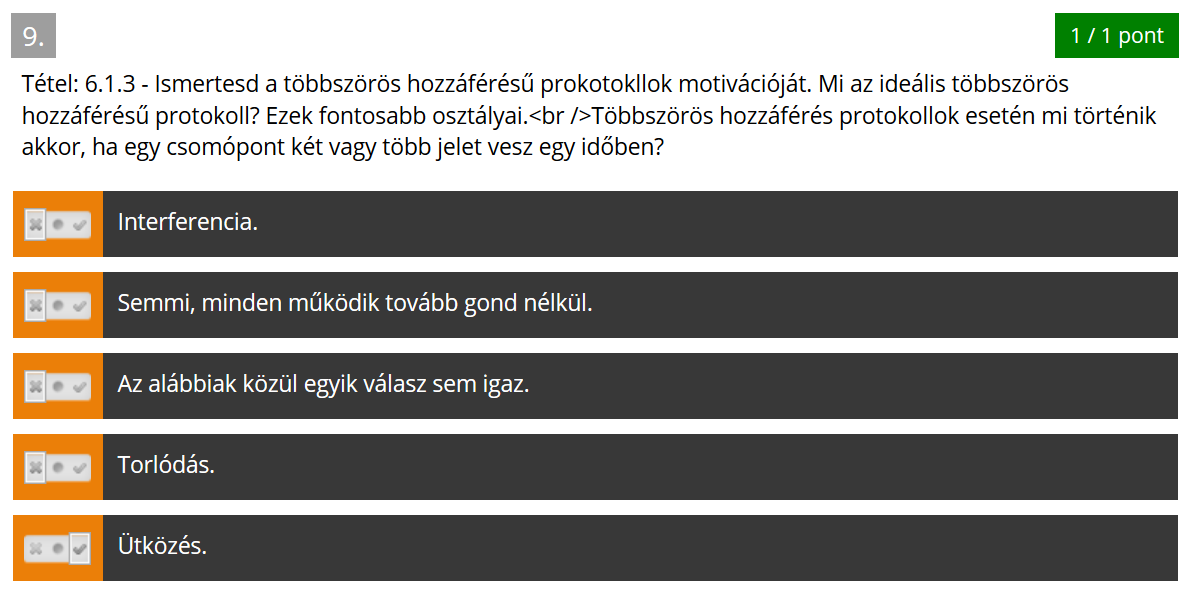 9.
1 / 1 pont
Tétel: 6.1.3 - Ismertesd a többszörös hozzáférésű prokotokllok motivációját. Mi az ideális többszörös
hozzáférésű protokoll? Ezek fontosabb osztályai.<br />Többszörös hozzáférés protokollok esetén mi történik
akkor, ha egy csomópont két vagy több jelet vesz egy időben?
Interferencia.
Semmi, minden működik tovább gond nélkül.
Az alábbiak közül egyik válasz sem igaz.
Torlódás.
Ütközés.